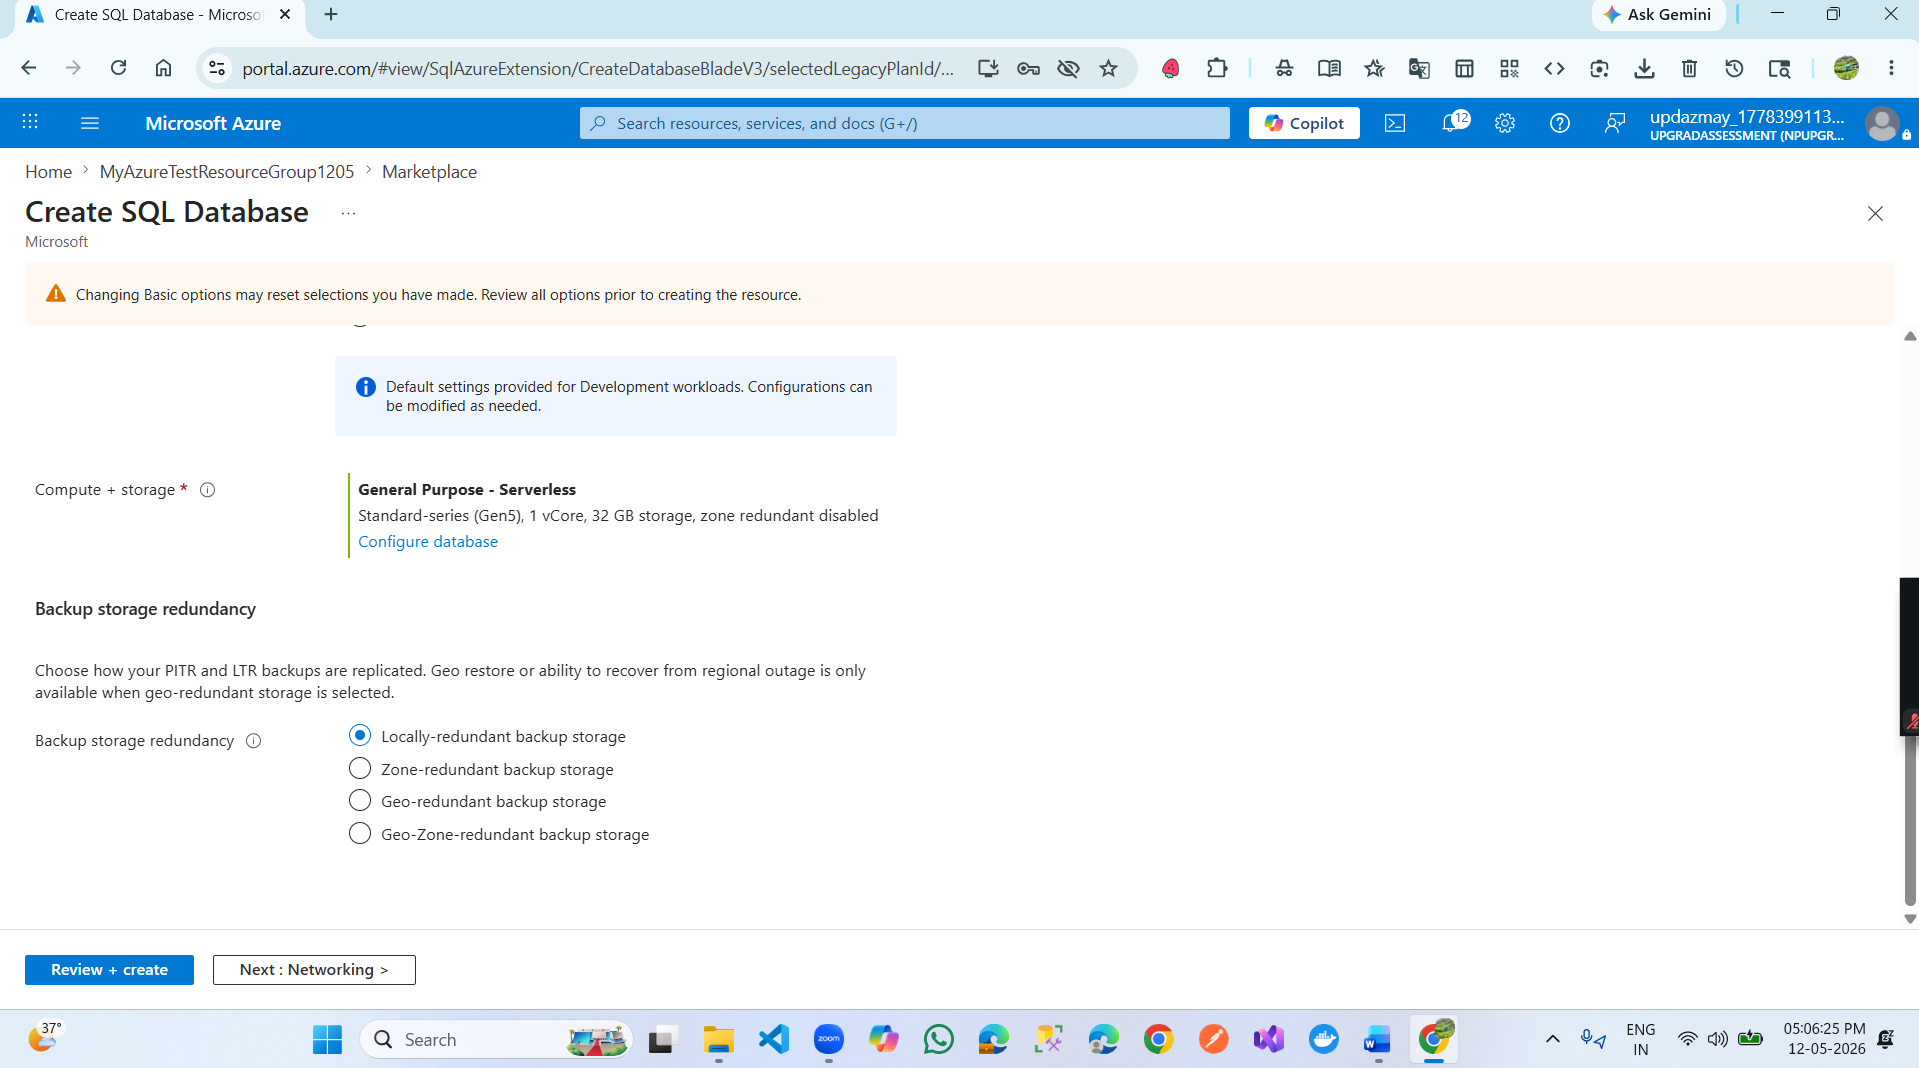 Create SQL Database - Microsof
Ask Gemini
portal.azure.com/#view/SqlAzureExtension/CreateDatabaseBladeV3/selectedLegacyPlanId/...
Microsoft Azure
Search resources, services, and docs (G+/)
Copilot
12
updazmay_1778399113...
UPGRADASSESSMENT (NPUPGR...
Home > MyAzureTestResourceGroup1205 > Marketplace
Create SQL Database ...
Microsoft
Changing Basic options may reset selections you have made. Review all options prior to creating the resource.
Default settings provided for Development workloads. Configurations can
be modified as needed.
Compute + storage *
General Purpose - Serverless
Standard-series (Gen5), 1 vCore, 32 GB storage, zone redundant disabled
Configure database
Backup storage redundancy
Choose how your PITR and LTR backups are replicated. Geo restore or ability to recover from regional outage is only
available when geo-redundant storage is selected.
Backup storage redundancy
Locally-redundant backup storage
Zone-redundant backup storage
Geo-redundant backup storage
Geo-Zone-redundant backup storage
Review + create
Next : Networking >
37°
Search
zoom
ENG
IN
05:06:25 PM
12-05-2026